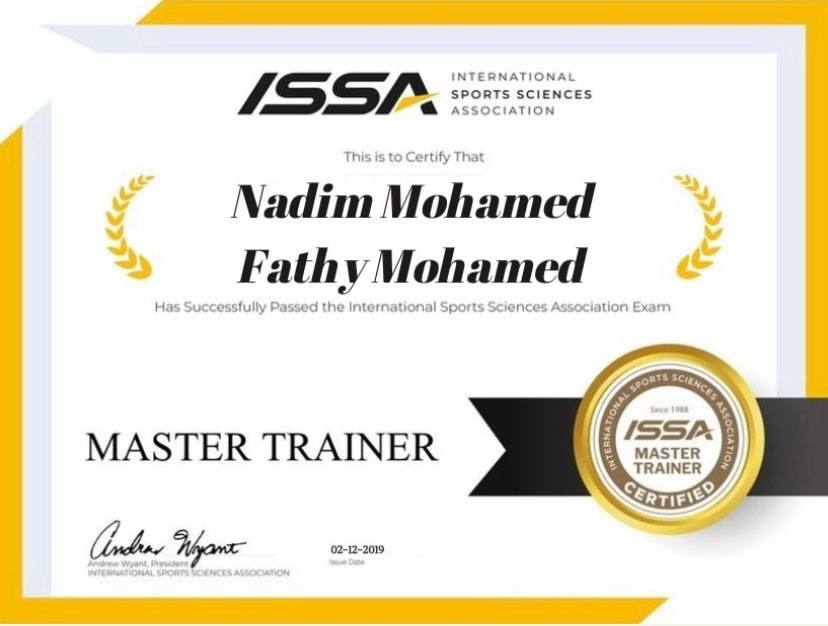 ISSA
INTERNATIONAL
SPORTS SCIENCES
ASSOCIATION
This is to Certify That
Nadim Mohamed
Fathy Mohamed
Has Successfully Passed the International Sports Sciences Association Exam
MASTER TRAINER
INTERNATIONAL SPORTS SCIENCES ASSOCIATION
Since 1988
ISSA
MASTER
TRAINER
CERTIFIED
Andrew Wyant
Andrew Wyant, President
INTERNATIONAL SPORTS SCIENCES ASSOCIATION
02-12-2019
Issue Date